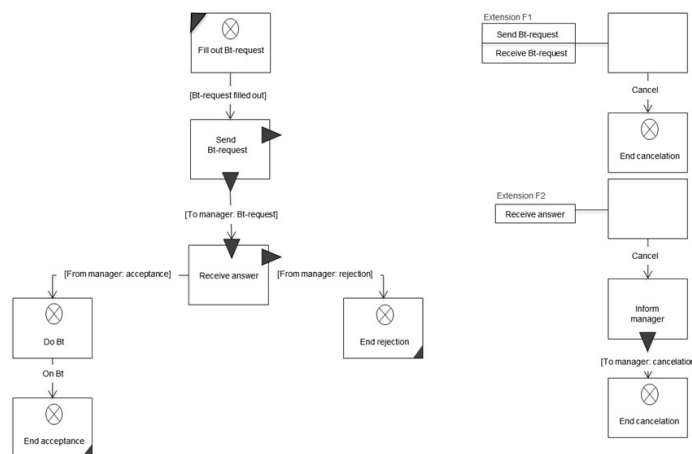 Fill out Bt-request
[Bt-request filled out]
Send
Bt-request
[To manager: Bt-request]
Receive answer
[From manager: acceptance]
[From manager: rejection]
Do Bt
End rejection
On Bt
End acceptance
Extension F1
Send Bt-request
Receive Bt-request
Cancel
End cancelation
Extension F2
Receive answer
Cancel
Inform
manager
[To manager: cancelation
End cancelation